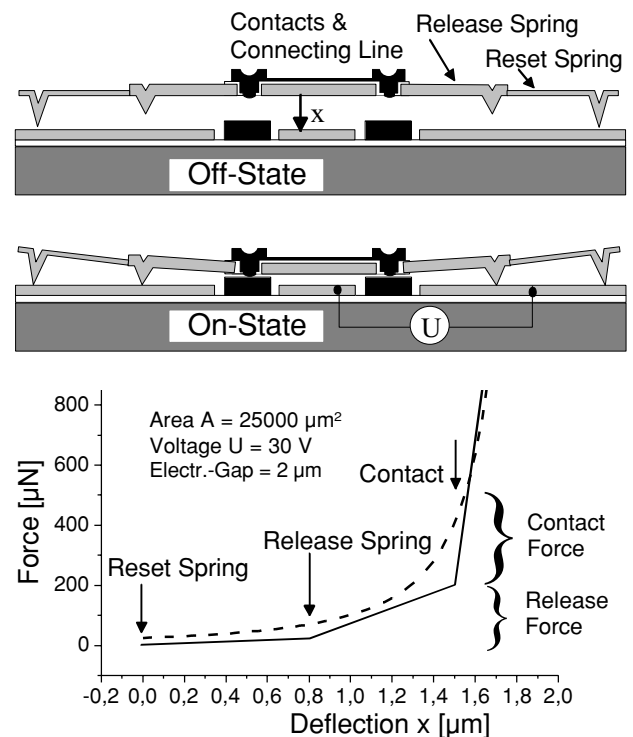 Contacts &
Connecting Line
Release Spring
Reset Spring
x
Off-State
On-State
U
800
600
400
200
0
Force [µN]
Area A = 25000 µm²
Voltage U = 30 V
Electr.-Gap = 2 µm
Contact
Release Spring
Reset Spring
Contact
Force
Release
Force
-0,2 0,0 0,2 0,4 0,6 0,8 1,0 1,2 1,4 1,6 1,8 2,0
Deflection x [µm]